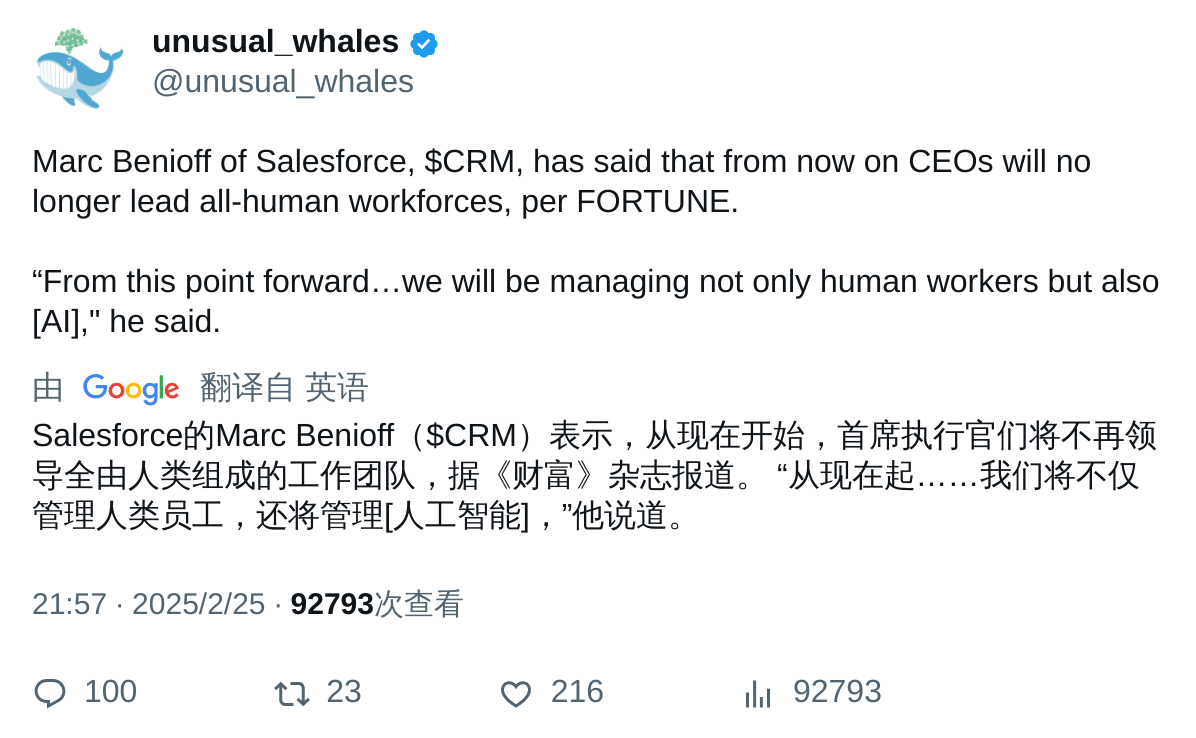 unusual_whales
@unusual_whales
Marc Benioff of Salesforce, $CRM, has said that from now on CEOs will no
longer lead all-human workforces, per FORTUNE.
“From this point forward…we will be managing not only human workers but also
[AI]," he said.
由 Google 翻译自 英语
Salesforce的Marc Benioff（$CRM）表示，从现在开始，首席执行官们将不再领
导全由人类组成的工作团队，据《财富》杂志报道。 “从现在起……我们将不仅
管理人类员工，还将管理[人工智能]，”他说道。
21:57 · 2025/2/25 · 92793次查看
100 23 216 92793